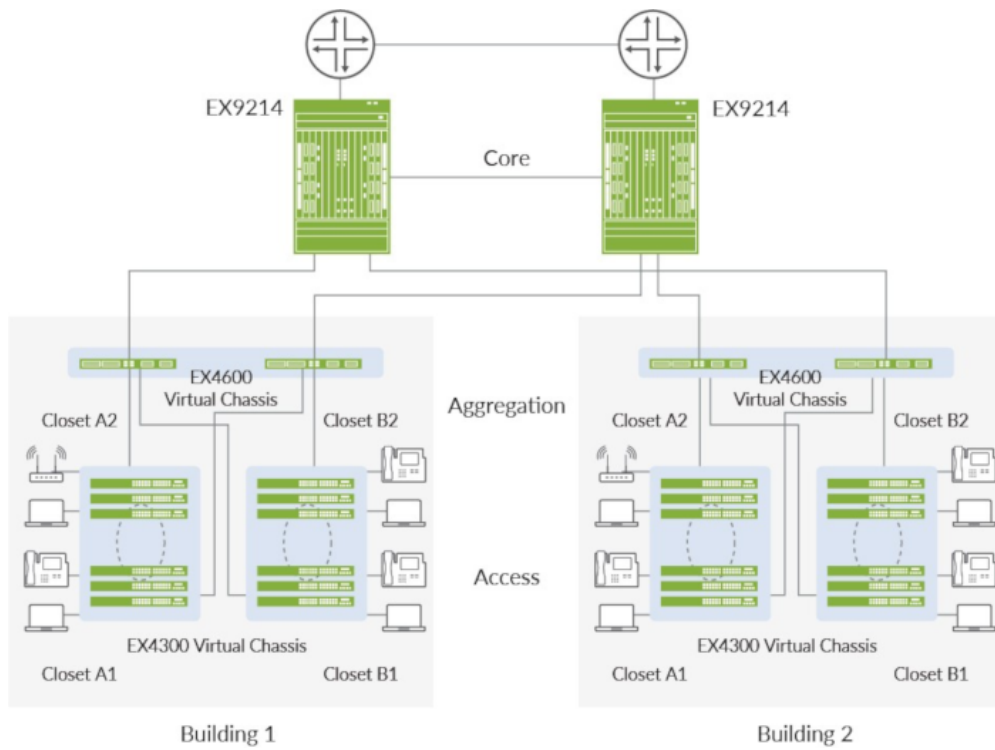 EX9214
EX9214
Core
EX4600
Virtual Chassis
Closet A2
Closet B2
Aggregation
EX4600
Virtual Chassis
Closet A2
Closet B2
Access
EX4300 Virtual Chassis
Closet A1
Closet B1
EX4300 Virtual Chassis
Closet A1
Closet B1
Building 1
Building 2